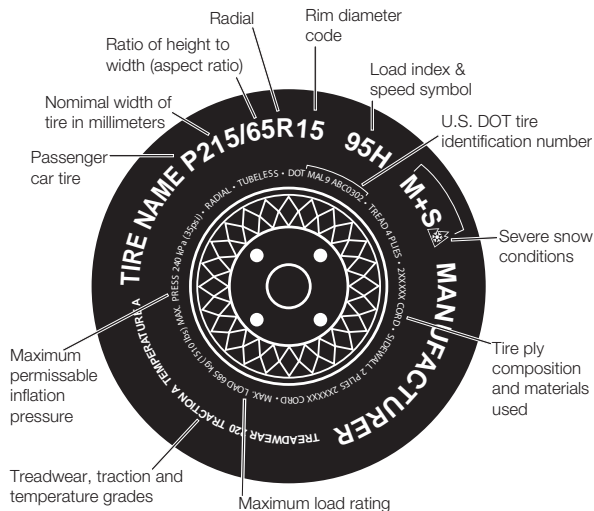 Radial
Rim diameter
code
Ratio of height to
width (aspect ratio)
Load index &
speed symbol
Nomimal width of
tire in millimeters
U.S. DOT tire
identification number
Passenger
car tire
Severe snow
conditions
Maximum
permissable
inflation
pressure
Tire ply
composition
and materials
used
Treadwear, traction and
temperature grades
Maximum load rating
TIRE NAME P215/65R15 95H M+S
MANUFACTURER
TREADWEAR 220 TRACTION A TEMPERATURE A
MAX. LOAD 685 kg (1510 lbs) MAX. PRESS 240 kPa (35psi) • RADIAL • TUBELESS • DOT MAL9 ABC0302 • TREAD 4 PLIES • 2XXXXX CORD • SIDEWALL 2 PLIES 2XXXXX CORD •